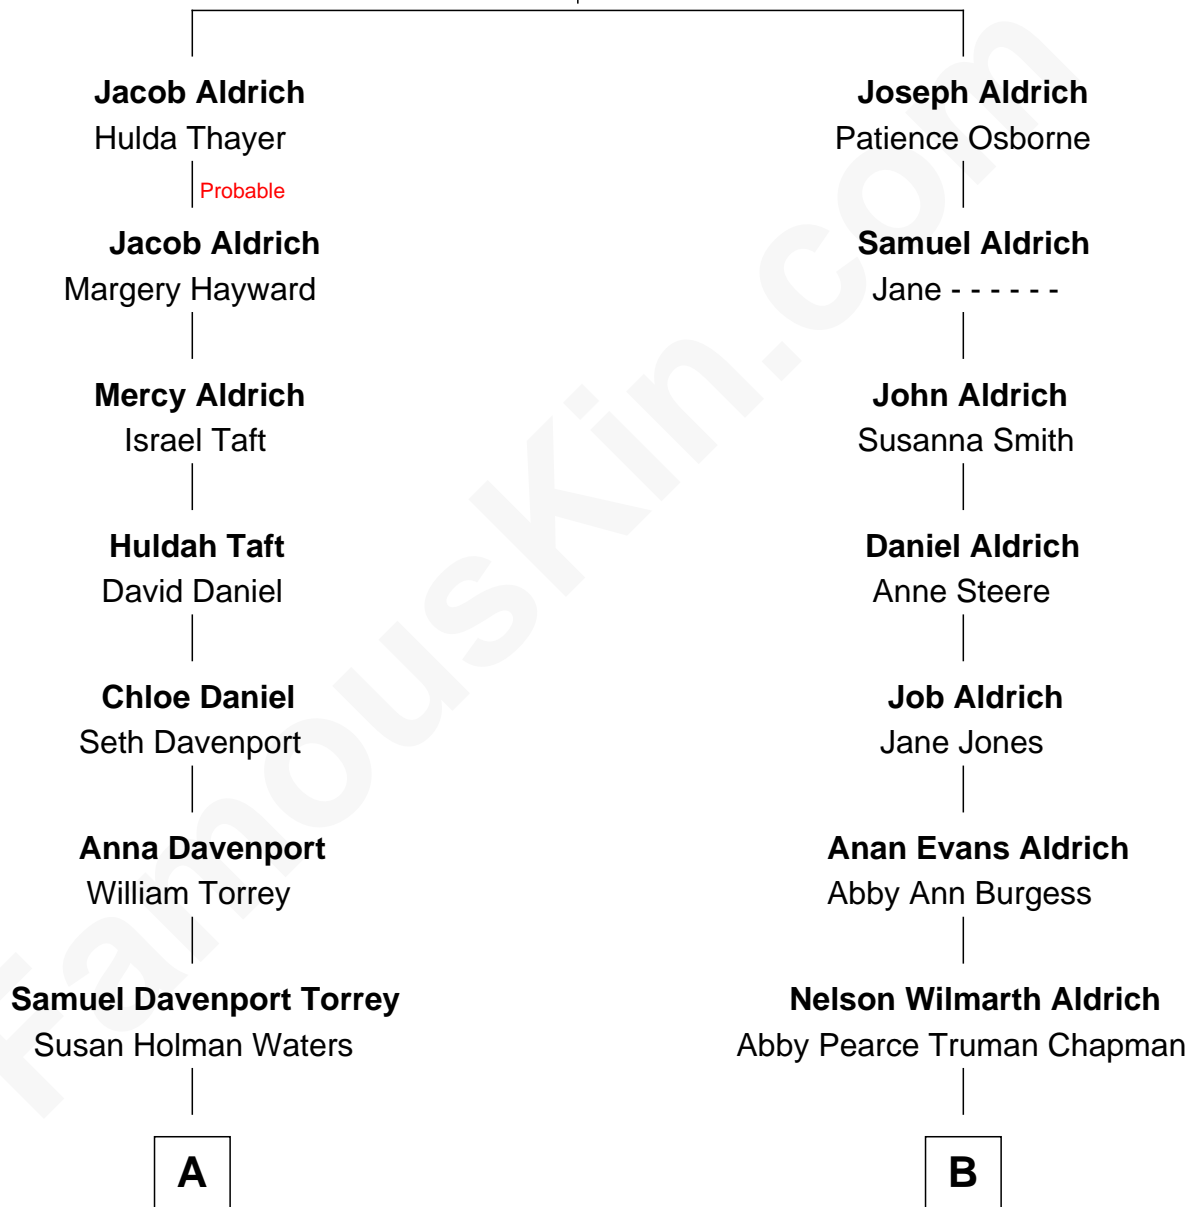 Jacob Aldrich
Hulda Thayer
Probable
Jacob Aldrich
Margery Hayward
Mercy Aldrich
Israel Taft
Huldah Taft
David Daniel
Chloe Daniel
Seth Davenport
Anna Davenport
William Torrey
Samuel Davenport Torrey
Susan Holman Waters
A
Joseph Aldrich
Patience Osborne
Samuel Aldrich
Jane - - - - - -
John Aldrich
Susanna Smith
Daniel Aldrich
Anne Steere
Job Aldrich
Jane Jones
Anan Evans Aldrich
Abby Ann Burgess
Nelson Wilmarth Aldrich
Abby Pearce Truman Chapman
B
FamousKin.com